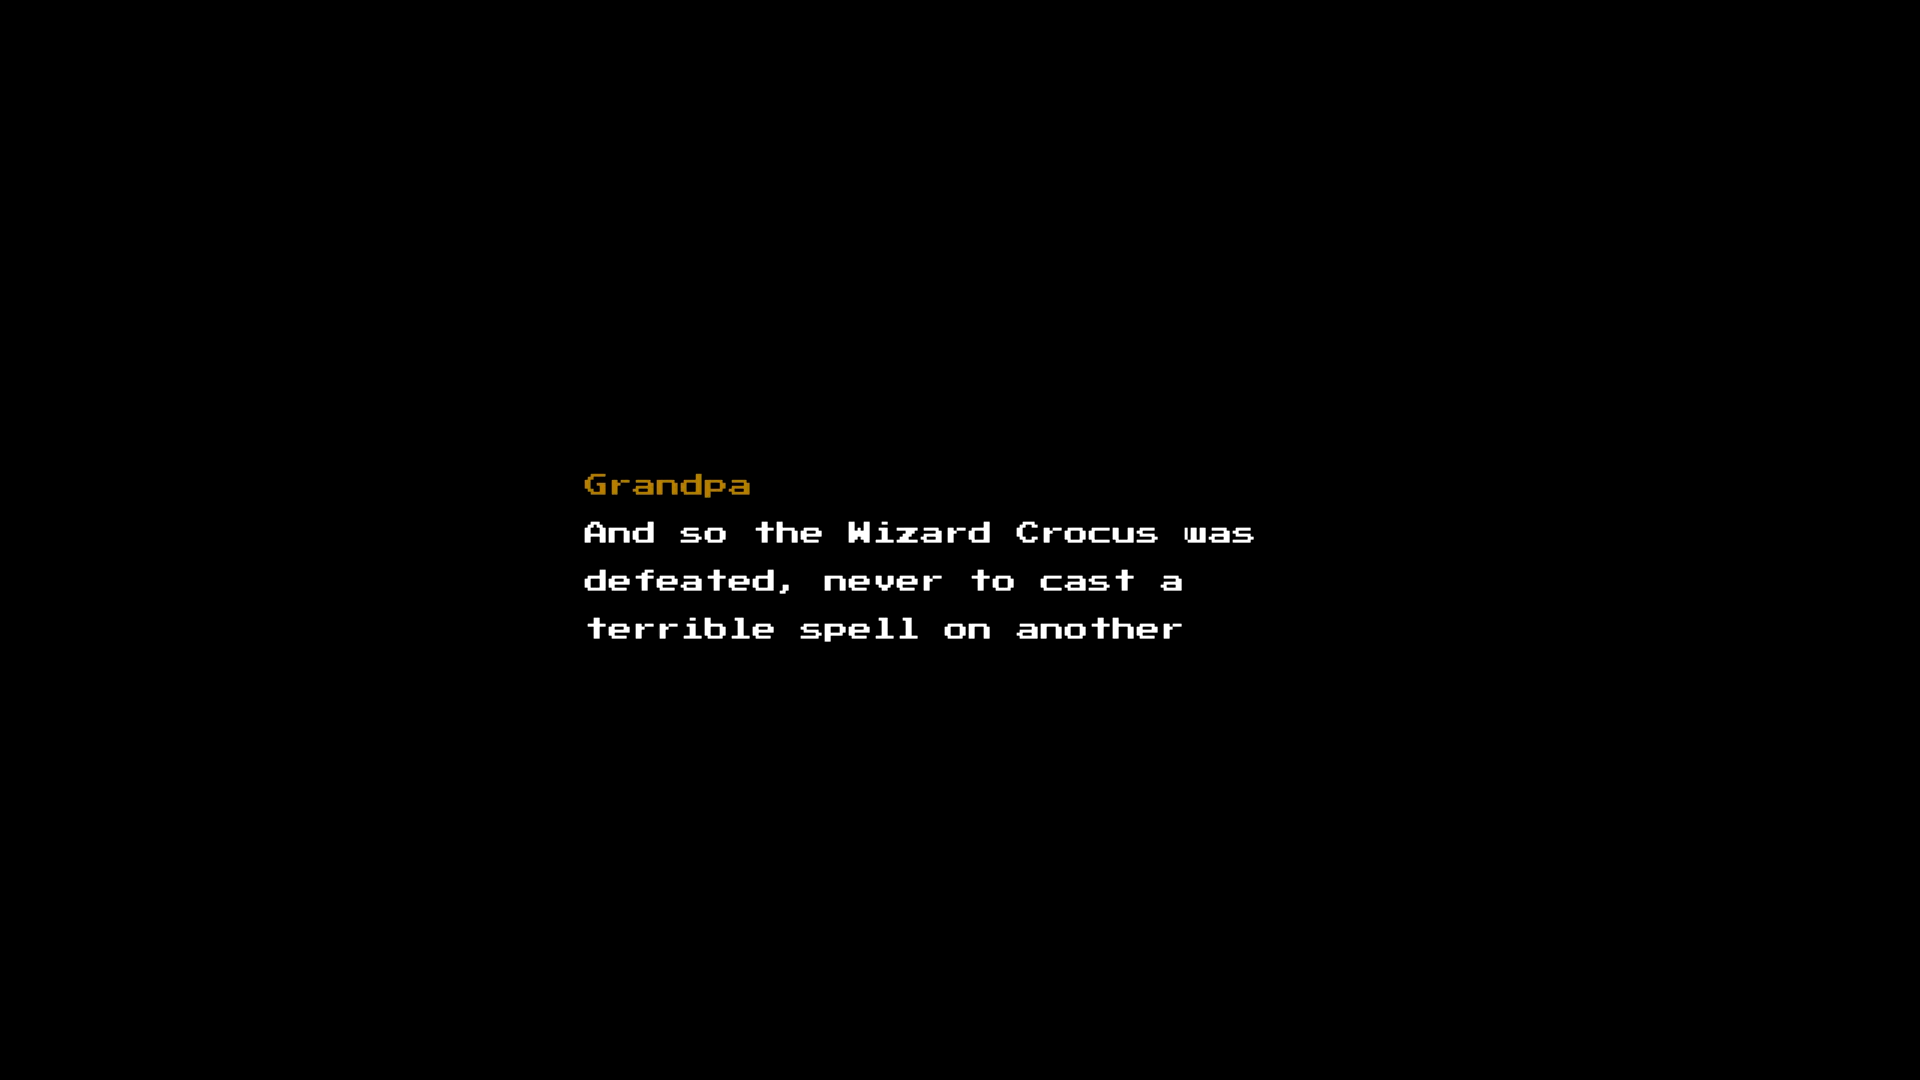 Grandpa
And so the Wizard Crocus was
defeated, never to cast a
terrible spell on another